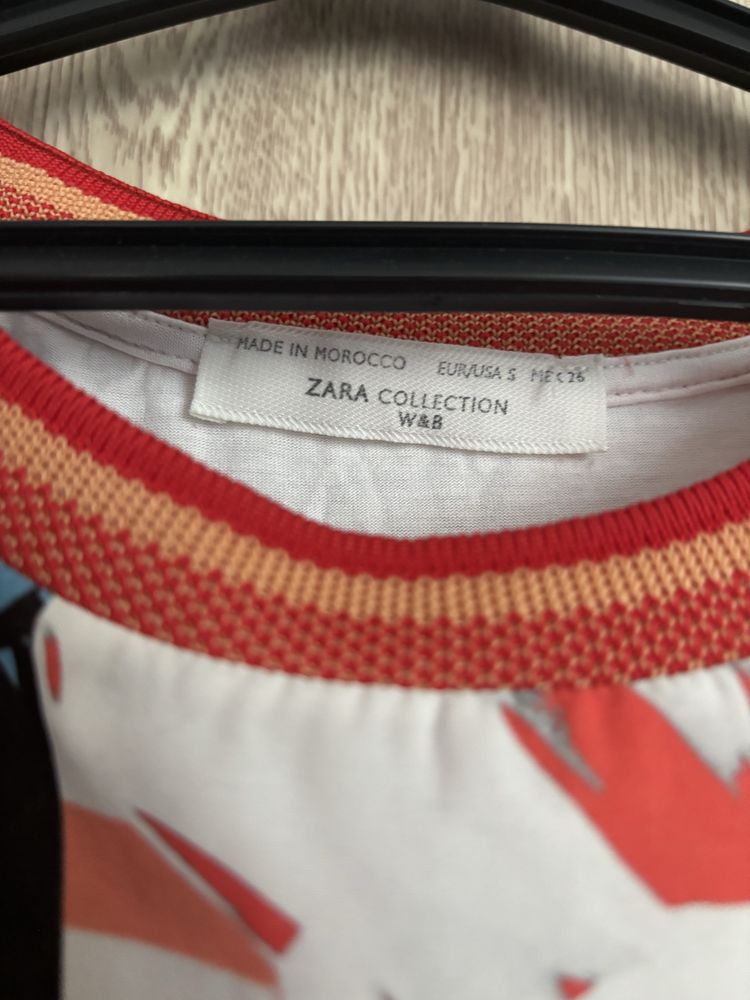 MADE IN MOROCCO EUR/USA S MEX 26
ZARA COLLECTION
W&B